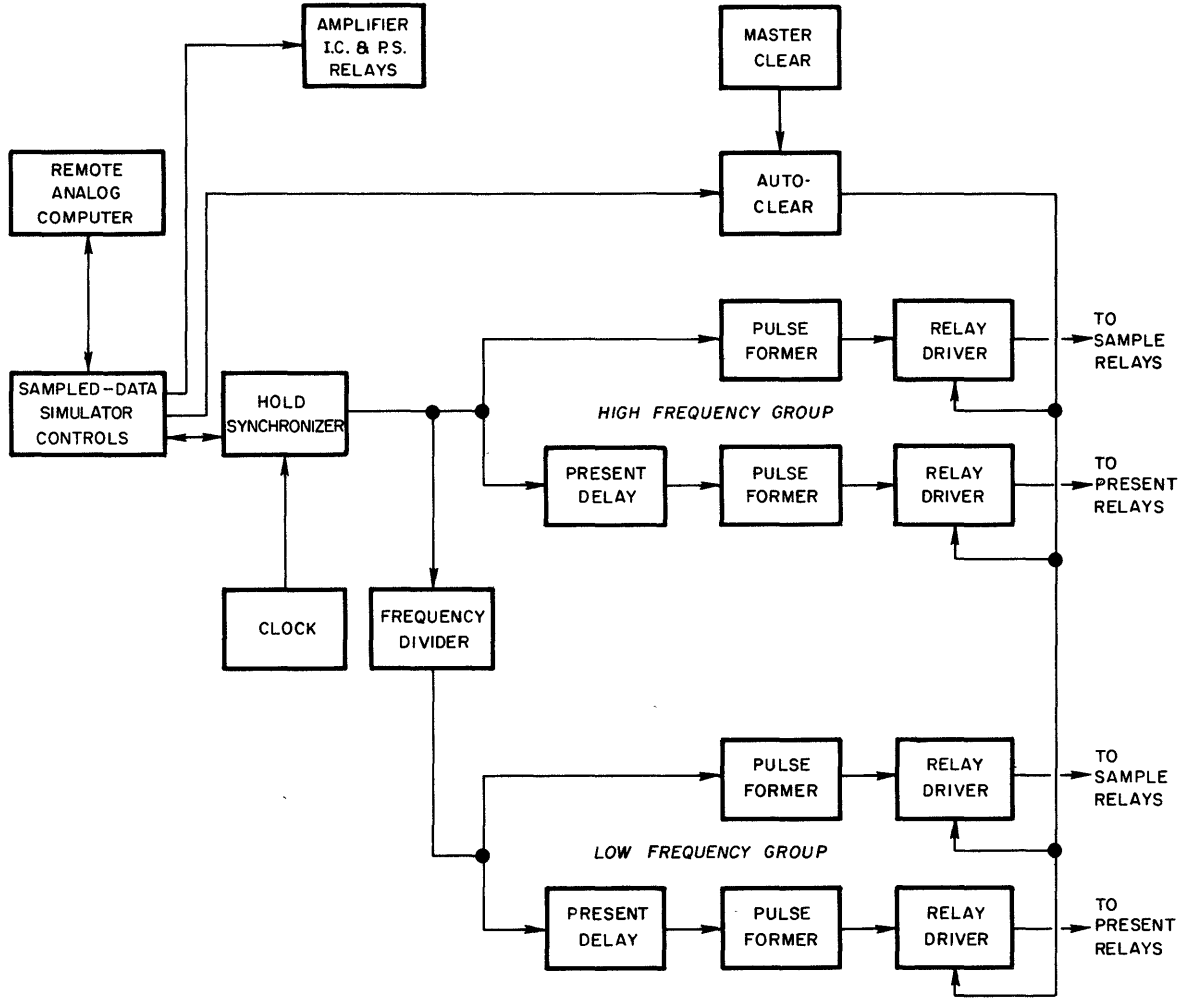 AMPLIFIER
I.C. & P.S.
RELAYS
MASTER
CLEAR
REMOTE
ANALOG
COMPUTER
AUTO-
CLEAR
SAMPLED-DATA
SIMULATOR
CONTROLS
HOLD
SYNCHRONIZER
PULSE
FORMER
RELAY
DRIVER
TO
SAMPLE
RELAYS
HIGH FREQUENCY GROUP
PRESENT
DELAY
PULSE
FORMER
RELAY
DRIVER
TO
PRESENT
RELAYS
CLOCK
FREQUENCY
DIVIDER
PULSE
FORMER
RELAY
DRIVER
TO
SAMPLE
RELAYS
LOW FREQUENCY GROUP
PRESENT
DELAY
PULSE
FORMER
RELAY
DRIVER
TO
PRESENT
RELAYS